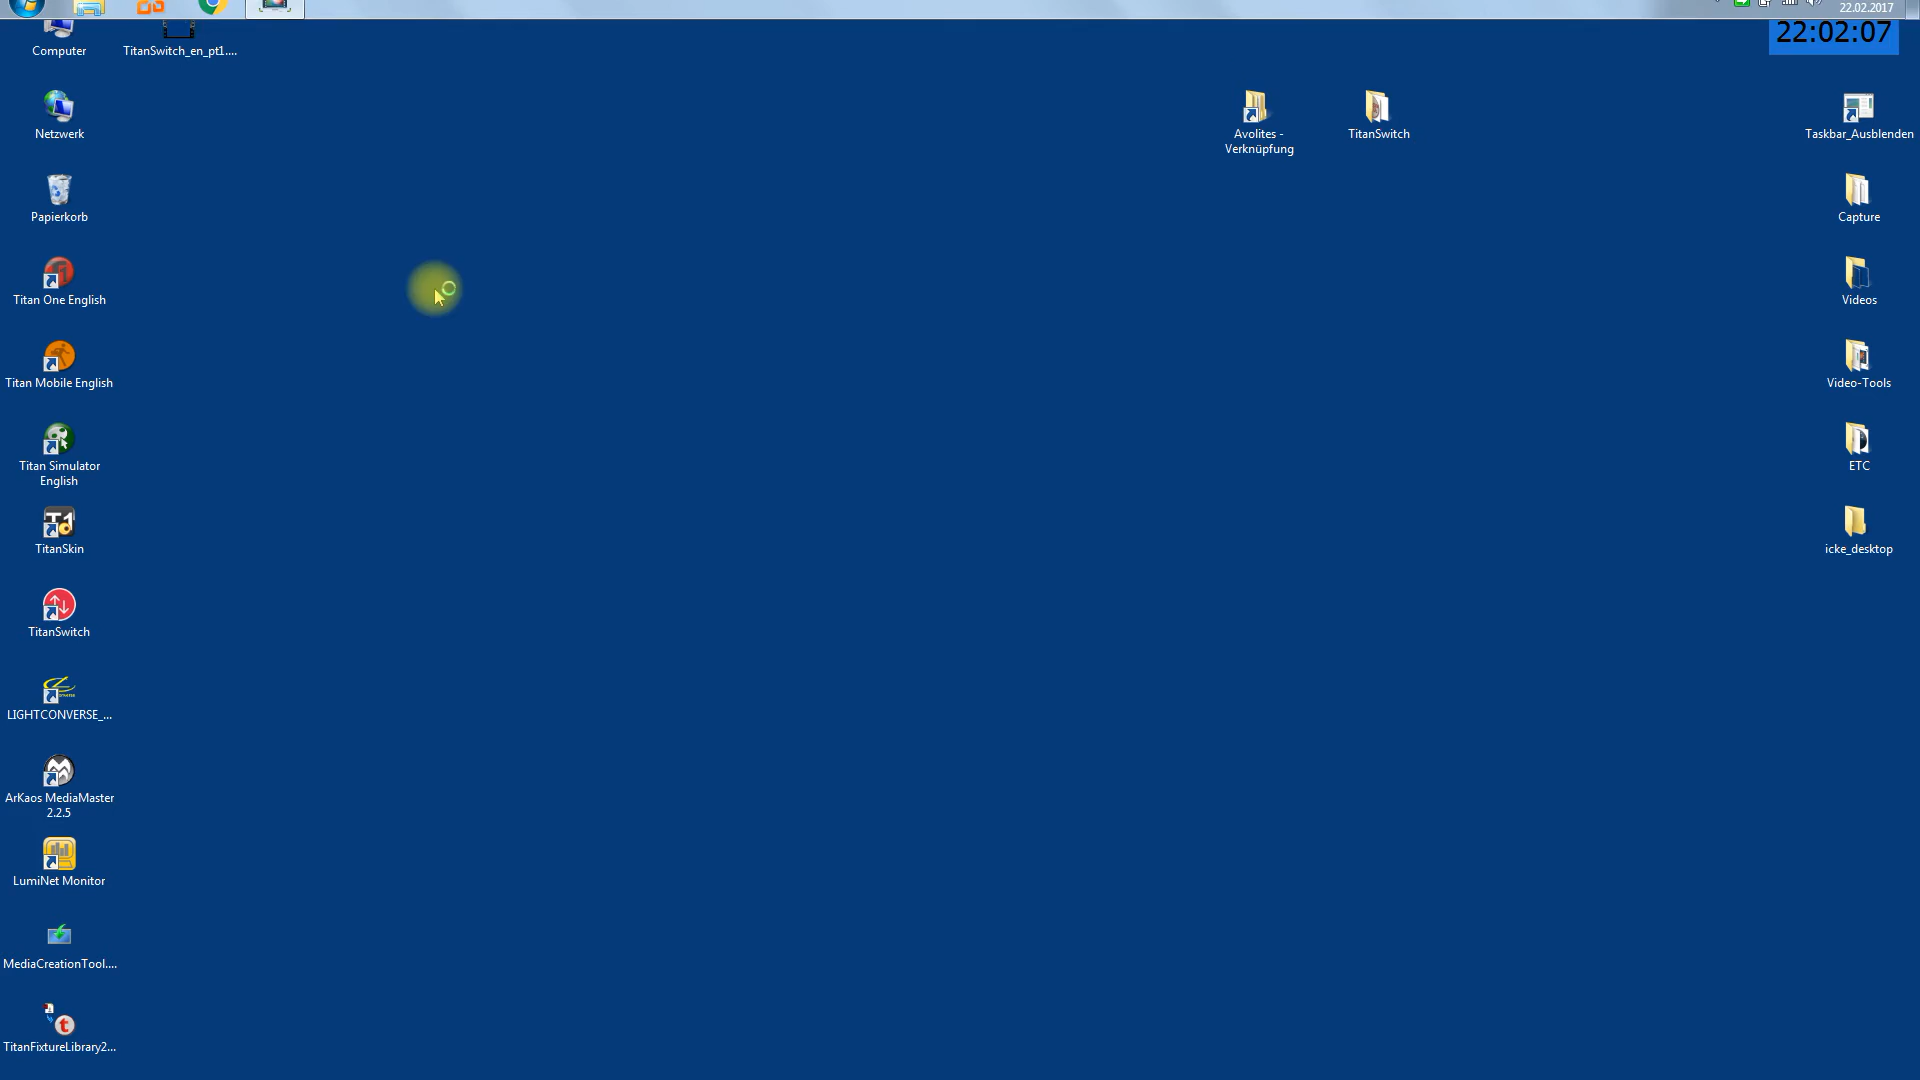 22.02.2017
22:02:07
Computer
TitanSwitch_en_pt1....
Netzwerk
Avolites -
Verknüpfung
TitanSwitch
Taskbar_Ausblenden
Papierkorb
Capture
Titan One English
Videos
Titan Mobile English
Video-Tools
Titan Simulator
English
ETC
TitanSkin
icke_desktop
TitanSwitch
LIGHTCONVERSE_...
ArKaos MediaMaster
2.2.5
LumiNet Monitor
MediaCreationTool....
TitanFixtureLibrary2...